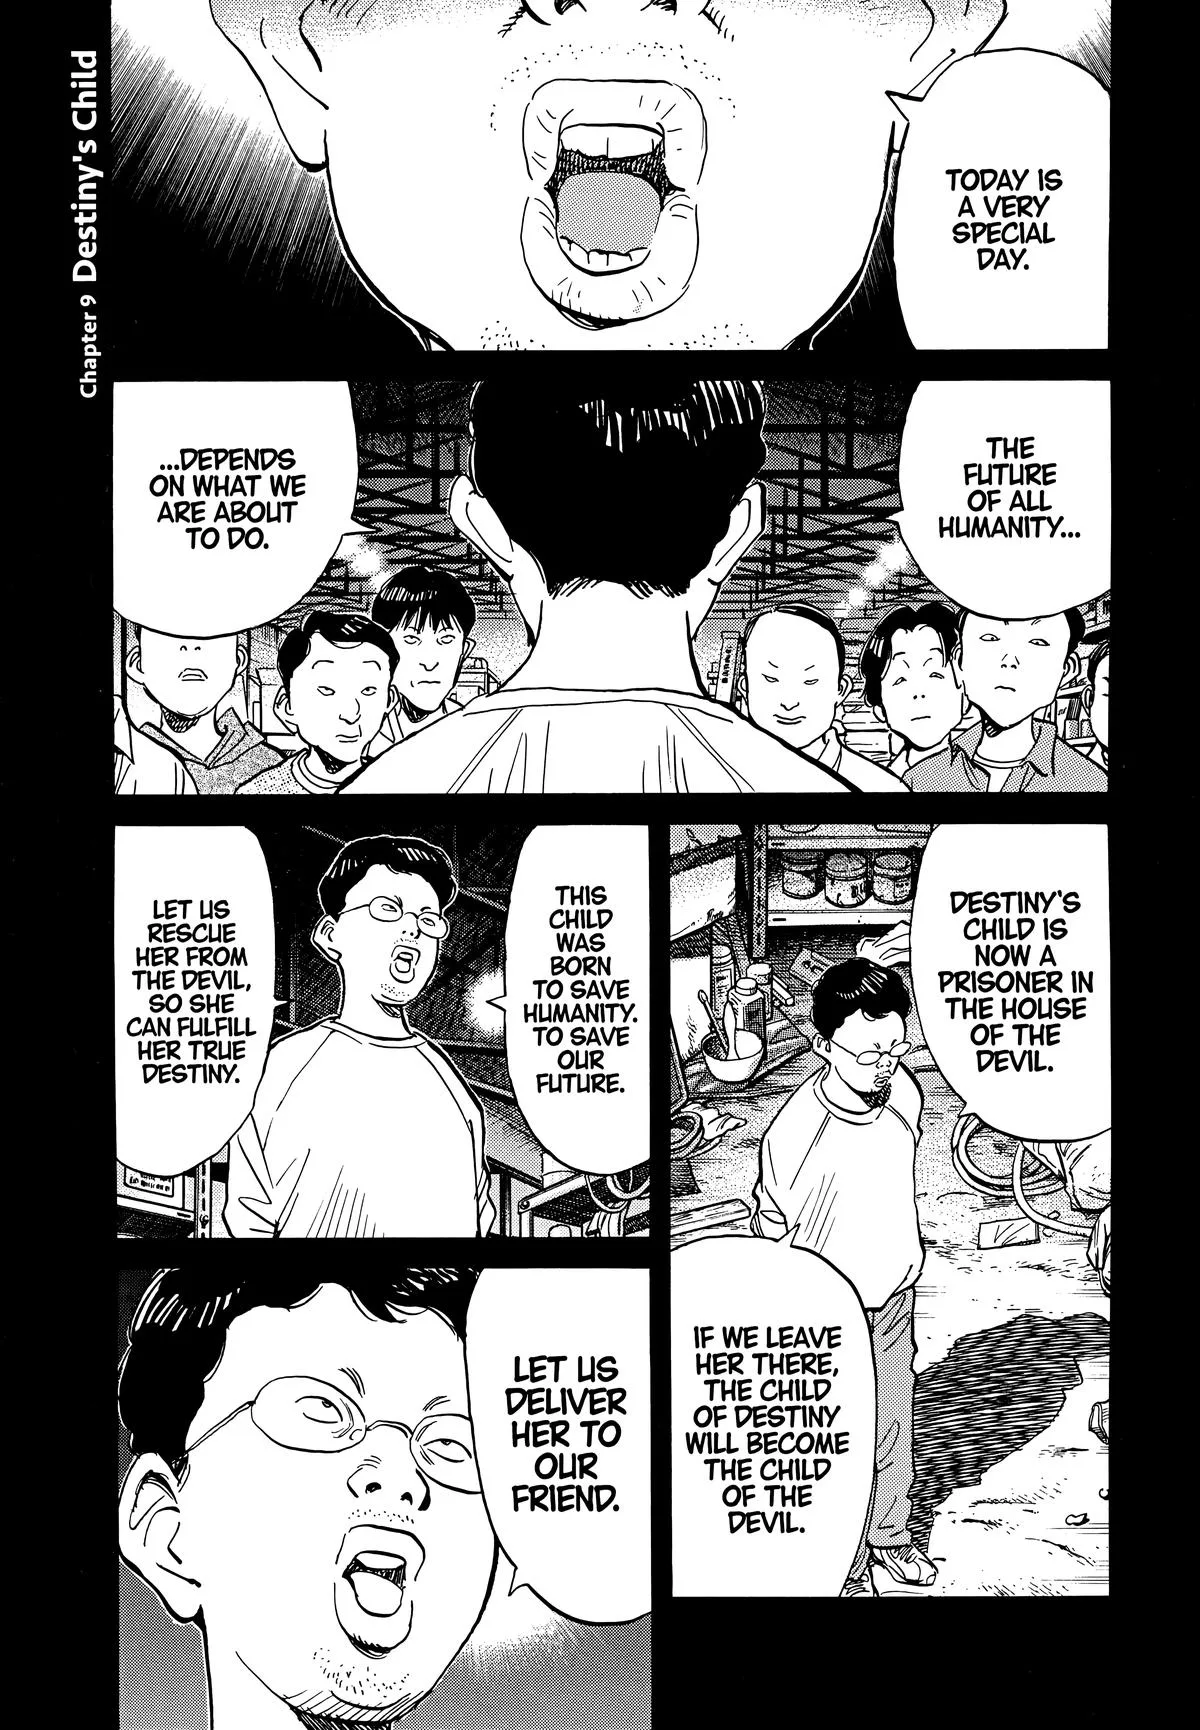 Chapter 9 Destiny's Child
TODAY IS
A VERY
SPECIAL
DAY.
THE
FUTURE
OF ALL
HUMANITY...
...DEPENDS
ON WHAT WE
ARE ABOUT
TO DO.
DESTINY'S
CHILD IS
NOW A
PRISONER IN
THE HOUSE
OF THE
DEVIL.
IF WE LEAVE
HER THERE,
THE CHILD
OF DESTINY
WILL BECOME
THE CHILD
OF THE
DEVIL.
THIS
CHILD
WAS
BORN
TO SAVE
HUMANITY.
TO SAVE
OUR
FUTURE.
LET US
RESCUE
HER FROM
THE DEVIL,
SO SHE
CAN FULFILL
HER TRUE
DESTINY.
LET US
DELIVER
HER TO
OUR
FRIEND.